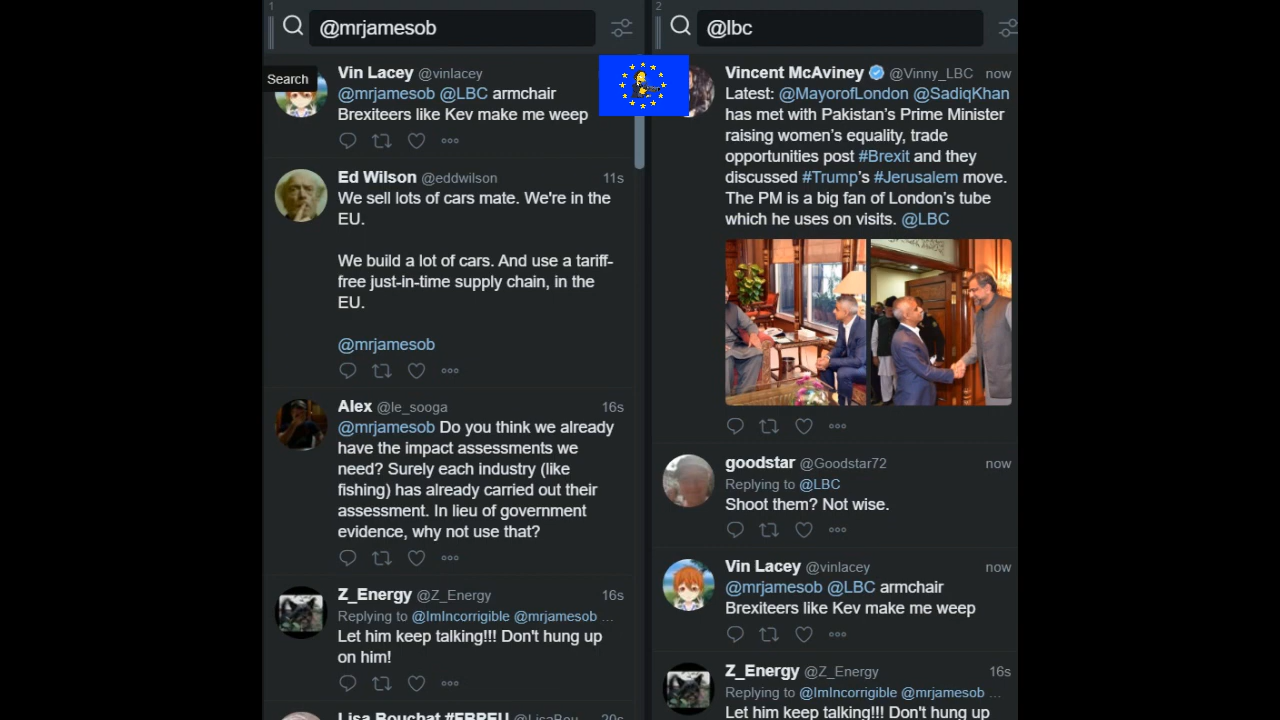 1
@mrjamesob
Search
Vin Lacey @vinlacey
@mrjamesob @LBC armchair
Brexiteers like Kev make me weep
Ed Wilson @eddwilson 11s
We sell lots of cars mate. We're in the
EU.
We build a lot of cars. And use a tariff-
free just-in-time supply chain, in the
EU.
@mrjamesob
Alex @le_sooga 16s
@mrjamesob Do you think we already
have the impact assessments we
need? Surely each industry (like
fishing) has already carried out their
assessment. In lieu of government
evidence, why not use that?
Z_Energy @Z_Energy 16s
Replying to @ImIncorrigible @mrjamesob ...
Let him keep talking!!! Don't hung up
on him!
Lisa Bouchat #FBPEU @LisaBou 20s
2
@lbc
Vincent McAviney @Vinny_LBC now
Latest: @MayorofLondon @SadiqKhan
has met with Pakistan's Prime Minister
raising women's equality, trade
opportunities post #Brexit and they
discussed #Trump's #Jerusalem move.
The PM is a big fan of London's tube
which he uses on visits. @LBC
goodstar @Goodstar72 now
Replying to @LBC
Shoot them? Not wise.
Vin Lacey @vinlacey now
@mrjamesob @LBC armchair
Brexiteers like Kev make me weep
Z_Energy @Z_Energy 16s
Replying to @ImIncorrigible @mrjamesob ...
Let him keep talking!!! Don't hung up